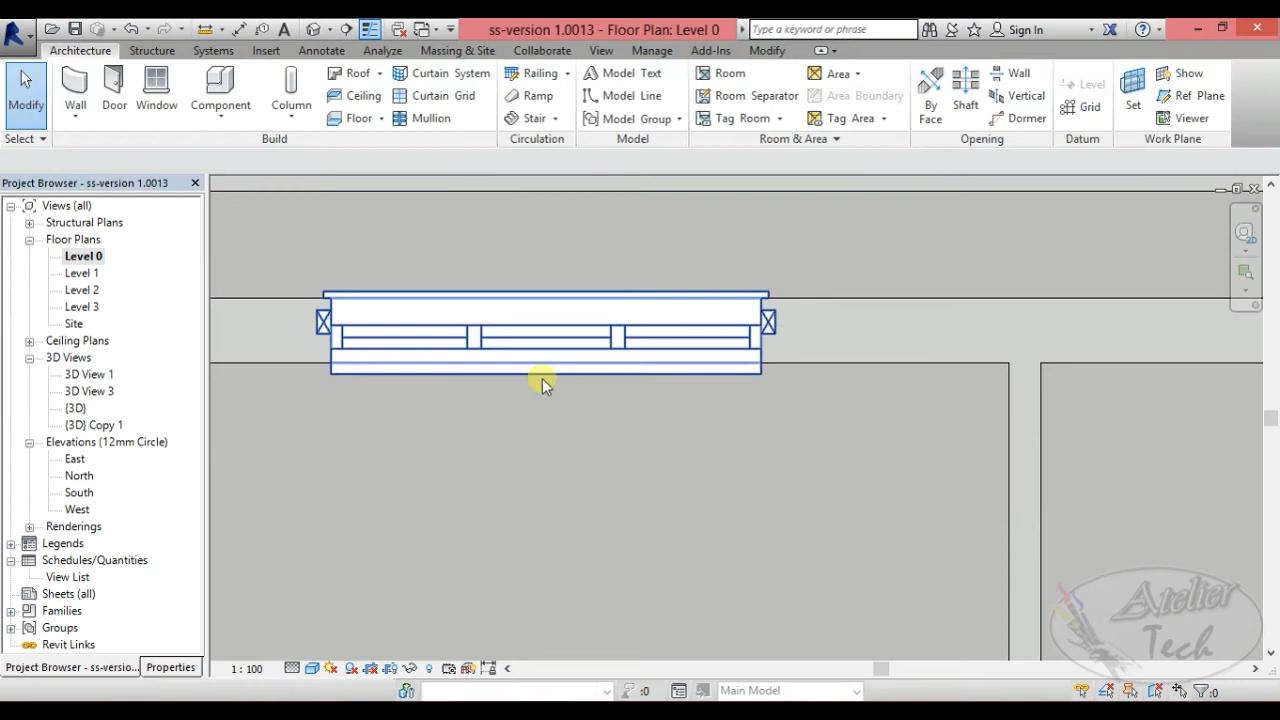 ss-version 1.0013 - Floor Plan: Level 0
Type a keyword or phrase
Sign In
Architecture Structure Systems Insert Annotate Analyze Massing & Site Collaborate View Manage Add-Ins Modify
Modify Wall Door Window Component Column
Roof Curtain System Railing Model Text Room Area Wall Level Show
Ceiling Curtain Grid Ramp Model Line Room Separator Area Boundary Vertical Grid Ref Plane
Floor Mullion Stair Model Group Tag Room Tag Area By Face Shaft Dormer Set Viewer
Select Build Circulation Model Room & Area Opening Datum Work Plane
Project Browser - ss-version 1.0013
Views (all)
Structural Plans
Floor Plans
Level 0
Level 1
Level 2
Level 3
Site
Ceiling Plans
3D Views
3D View 1
3D View 3
{3D}
{3D} Copy 1
Elevations (12mm Circle)
East
North
South
West
Renderings
Legends
Schedules/Quantities
View List
Sheets (all)
Families
Groups
Revit Links
Project Browser - ss-versio...
Properties
1 : 100
:0
Main Model
:0
2D
Atelier
Tech